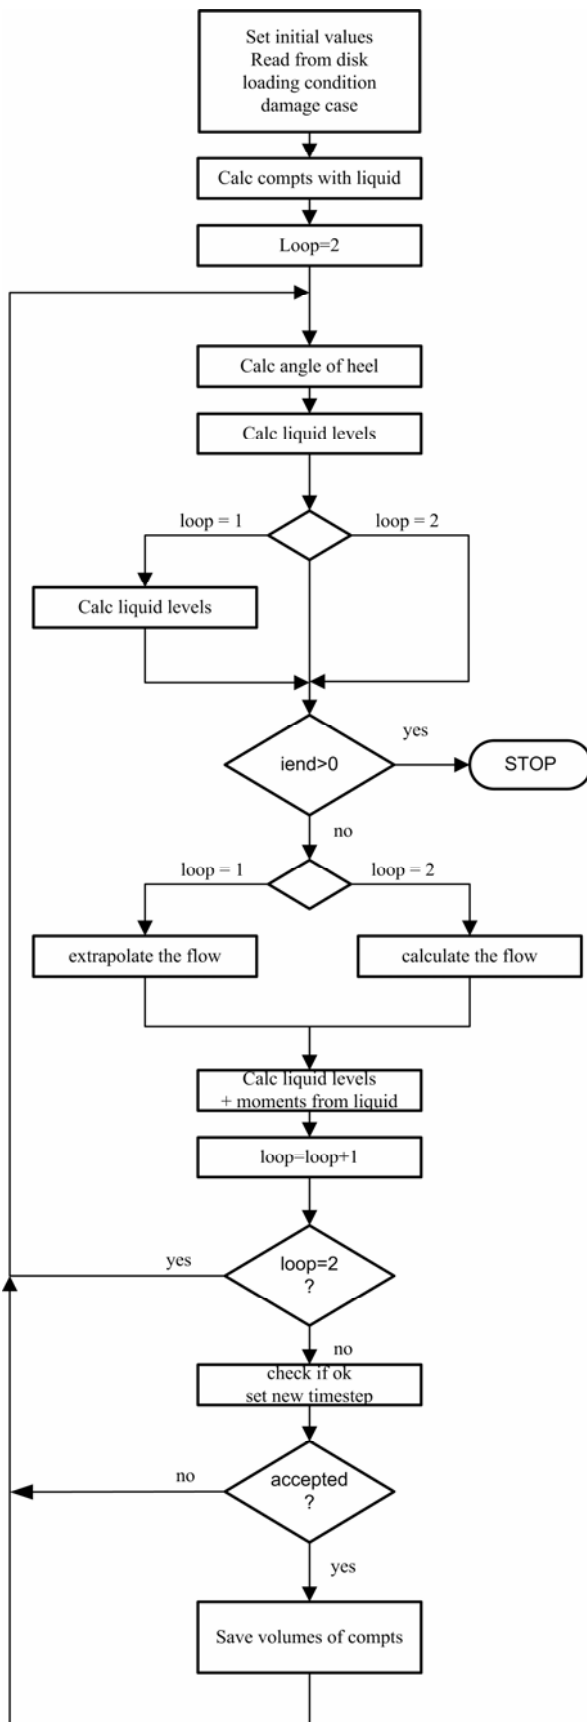 Set initial values
Read from disk
loading condition
damage case
Calc compts with liquid
Loop=2
Calc angle of heel
Calc liquid levels
loop = 1
loop = 2
Calc liquid levels
iend>0
yes
STOP
no
loop = 1
loop = 2
extrapolate the flow
calculate the flow
Calc liquid levels
+ moments from liquid
loop=loop+1
yes
loop=2
?
no
check if ok
set new timestep
no
accepted
?
yes
Save volumes of compts